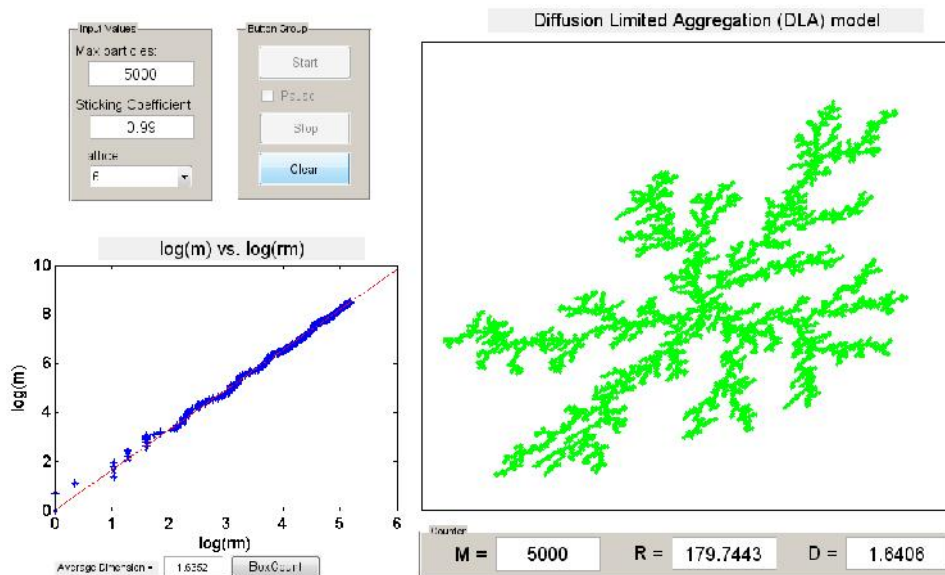 Input Values
Max particles:
5000
Sticking Coefficient
0.99
lattice
6
Button Group
Start
Pause
Stop
Clear
Diffusion Limited Aggregation (DLA) model
log(m) vs. log(rm)
10
8
6
4
2
0
log(m)
0 1 2 3 4 5 6
log(rm)
Average Dimension = 1.6352 BoxCount
Counter
M = 5000 R = 179.7443 D = 1.6406